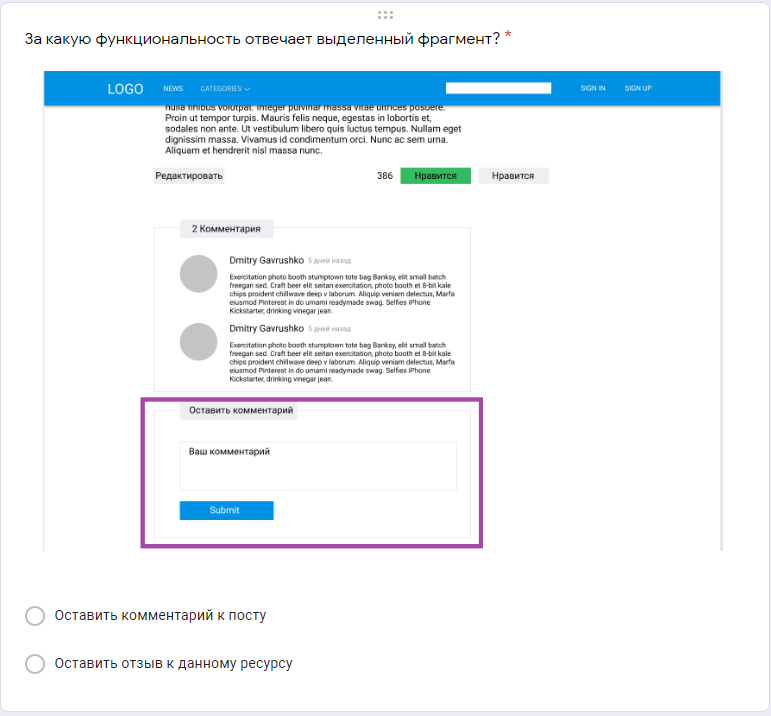 За какую функциональность отвечает выделенный фрагмент? *
LOGO NEWS CATEGORIES SIGN IN SIGN UP
nulla finibus volutpat. Integer pulvinar massa vitae ultrices posuere.
Proin ut tempor turpis. Mauris felis neque, egestas in lobortis et,
sodales non ante. Ut vestibulum libero quis luctus tempus. Nullam eget
dignissim massa. Vivamus id condimentum orci. Nunc ac sem urna.
Aliquam et hendrerit nisl massa nunc.
Редактировать 386 Нравится Нравится
2 Комментария
Dmitry Gavrushko 5 дней назад
Exercitation photo booth stumptown tote bag Banksy, elit small batch
freegan sed. Craft beer elit seitan exercitation, photo booth et 8-bit kale
chips proident chillwave deep v laborum. Aliquip veniam delectus, Marfa
eiusmod Pinterest in do umami readymade swag. Selfies iPhone
Kickstarter, drinking vinegar jean.
Dmitry Gavrushko 5 дней назад
Exercitation photo booth stumptown tote bag Banksy, elit small batch
freegan sed. Craft beer elit seitan exercitation, photo booth et 8-bit kale
chips proident chillwave deep v laborum. Aliquip veniam delectus, Marfa
eiusmod Pinterest in do umami readymade swag. Selfies iPhone
Kickstarter, drinking vinegar jean.
Оставить комментарий
Ваш комментарий
Submit
Оставить комментарий к посту
Оставить отзыв к данному ресурсу